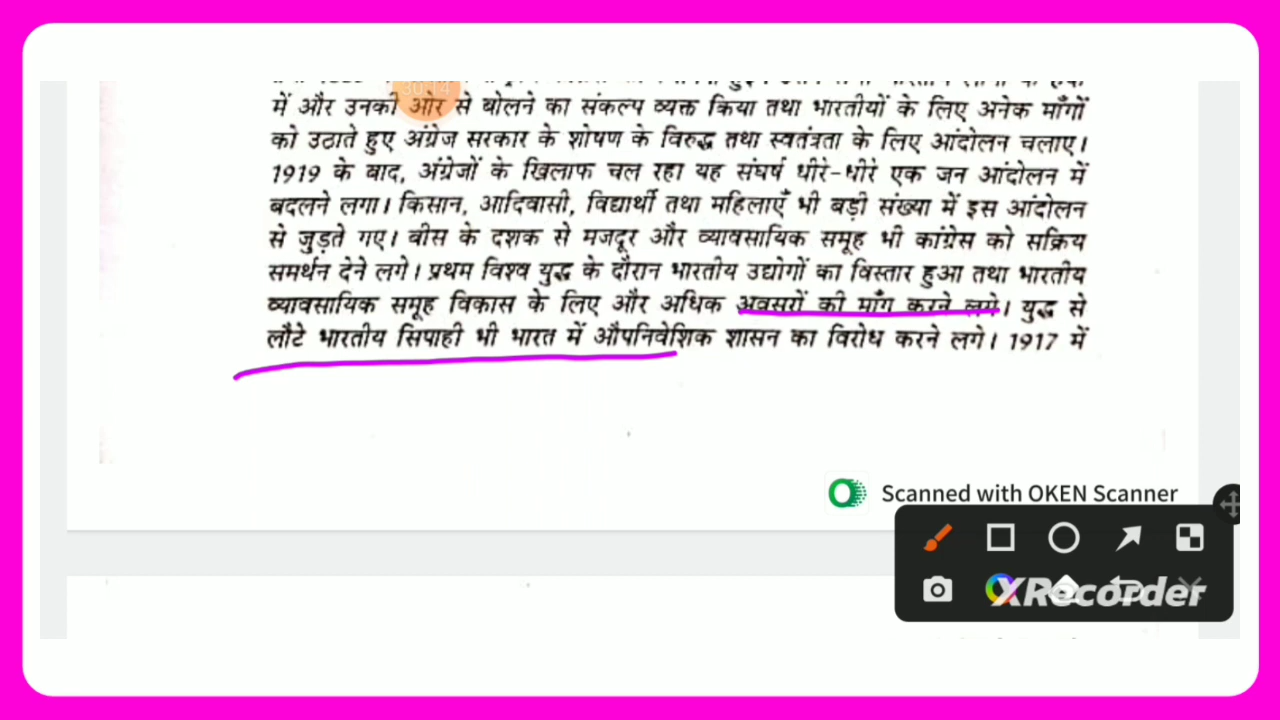 30:14
में और उनकी ओर से बोलने का संकल्प व्यक्त किया तथा भारतीयों के लिए अनेक माँगों
को उठाते हुए अंग्रेज सरकार के शोषण के विरुद्ध तथा स्वतंत्रता के लिए आंदोलन चलाए।
1919 के बाद, अंग्रेजों के खिलाफ चल रहा यह संघर्ष धीरे-धीरे एक जन आंदोलन में
बदलने लगा। किसान, आदिवासी, विद्यार्थी तथा महिलाएँ भी बड़ी संख्या में इस आंदोलन
से जुड़ते गए। बीस के दशक से मजदूर और व्यावसायिक समूह भी कांग्रेस को सक्रिय
समर्थन देने लगे। प्रथम विश्व युद्ध के दौरान भारतीय उद्योगों का विस्तार हुआ तथा भारतीय
व्यावसायिक समूह विकास के लिए और अधिक अवसरों की माँग करने लगे। युद्ध से
लौटे भारतीय सिपाही भी भारत में औपनिवेशिक शासन का विरोध करने लगे। 1917 में
Scanned with OKEN Scanner
XRecorder